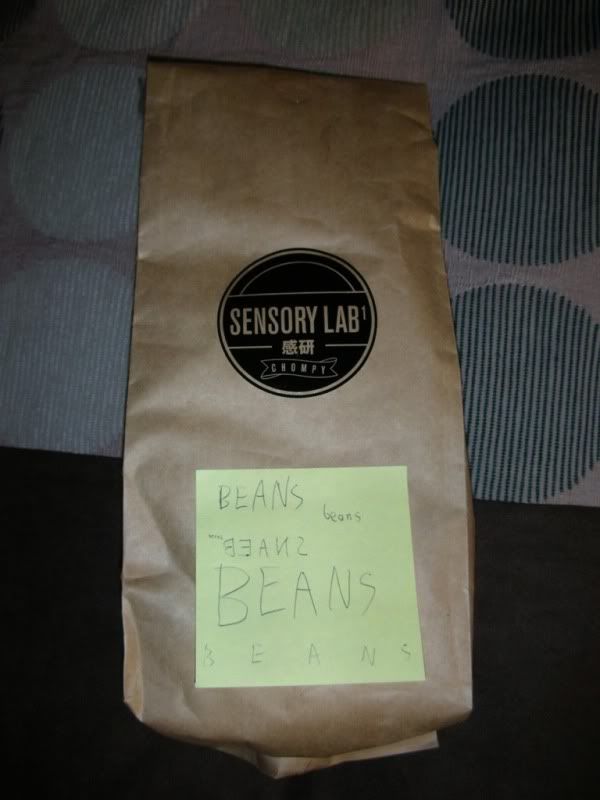 SENSORY LAB¹
感研
CHOMPY
BEANS
beans
BEANS
BEANS
B E A N S